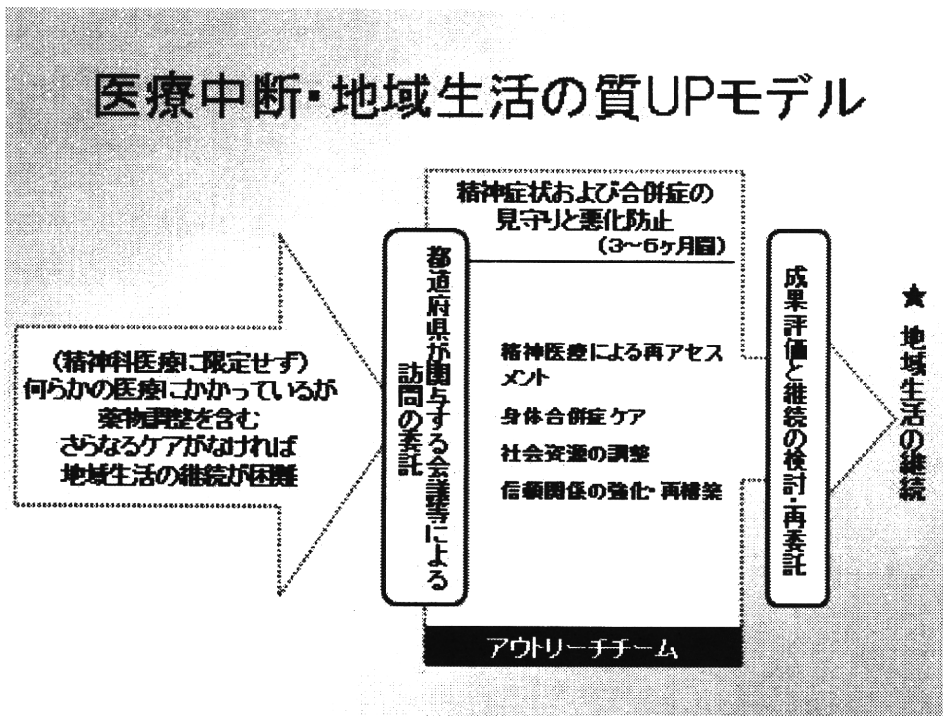 医療中断・地域生活の質UPモデル
(精神科医療に限定せず)
何らかの医療にかかっているが
薬物調整を含む
さらなるケアがなければ
地域生活の継続が困難
都道府県が関与する会議等による
訪問の委託
精神症状および合併症の
見守りと悪化防止
(3〜6ヶ月間)
精神医療による再アセス
メント
身体合併症ケア
社会資源の調整
信頼関係の強化・再構築
アウトリーチチーム
成果評価と継続の検討・再委託
★ 地域生活の継続